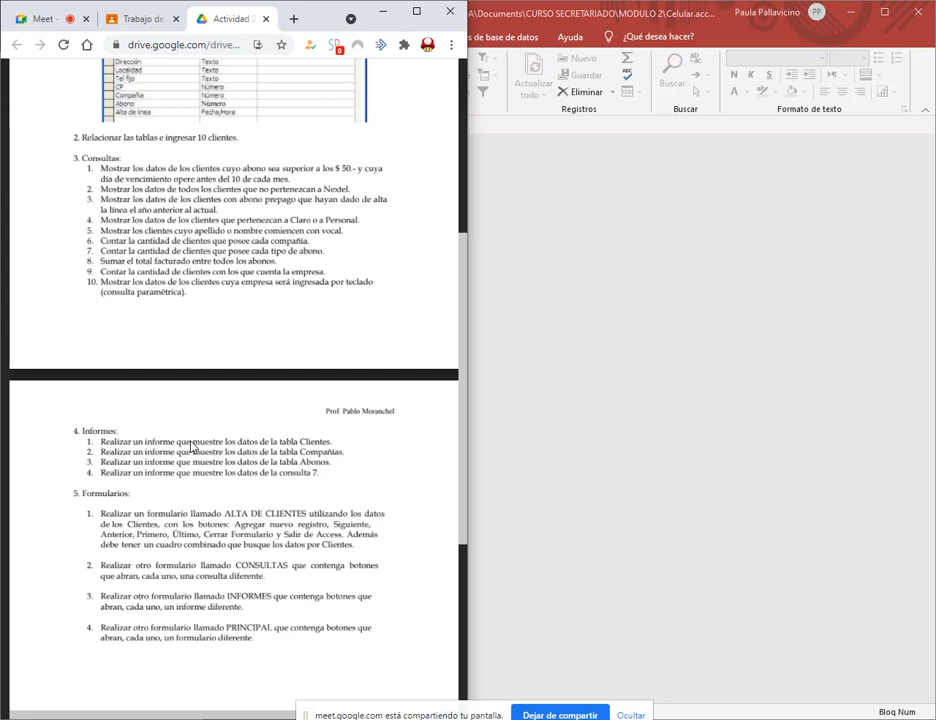 Meet -
Trabajo de
Actividad 2
\Documents\CURSO SECRETARIADO\MODULO 2\Celular.acc...
Paula Pallavicino
PP
drive.google.com/drive...
0
s de base de datos
Ayuda
¿Qué desea hacer?
Actualizar
todo
Nuevo
Guardar
Eliminar
Registros
Buscar
Buscar
N K S
A
Formato de texto
Dirección Texto
Localidad Texto
Tel fijo Texto
CP Número
Compañia Número
Abono Número
Alta de linea Fecha/Hora
2. Relacionar las tablas e ingresar 10 clientes.
3. Consultas:
1. Mostrar los datos de los clientes cuyo abono sea superior a los $ 50.- y cuya
día de vencimiento opere antes del 10 de cada mes.
2. Mostrar los datos de todos los clientes que no pertenezcan a Nextel.
3. Mostrar los datos de los clientes con abono prepago que hayan dado de alta
la línea el año anterior al actual.
4. Mostrar los datos de los clientes que pertenezcan a Claro o a Personal.
5. Mostrar los clientes cuyo apellido o nombre comiencen con vocal.
6. Contar la cantidad de clientes que posee cada compañía.
7. Contar la cantidad de clientes que posee cada tipo de abono.
8. Sumar el total facturado entre todos los abonos.
9. Contar la cantidad de clientes con los que cuenta la empresa.
10. Mostrar los datos de los clientes cuya empresa será ingresada por teclado
(consulta paramétrica).
Prof. Pablo Moranchel
4. Informes:
1. Realizar un informe que muestre los datos de la tabla Clientes.
2. Realizar un informe que muestre los datos de la tabla Compañías.
3. Realizar un informe que muestre los datos de la tabla Abonos.
4. Realizar un informe que muestre los datos de la consulta 7.
5. Formularios:
1. Realizar un formulario llamado ALTA DE CLIENTES utilizando los datos
de los Clientes, con los botones: Agregar nuevo registro, Siguiente,
Anterior, Primero, Último, Cerrar Formulario y Salir de Access. Además
debe tener un cuadro combinado que busque los datos por Clientes.
2. Realizar otro formulario llamado CONSULTAS que contenga botones
que abran, cada uno, una consulta diferente.
3. Realizar otro formulario llamado INFORMES que contenga botones que
abran, cada uno, un informe diferente.
4. Realizar otro formulario llamado PRINCIPAL que contenga botones que
abran, cada uno, un formulario diferente.
meet.google.com está compartiendo tu pantalla.
Dejar de compartir
Ocultar
Bloq Num